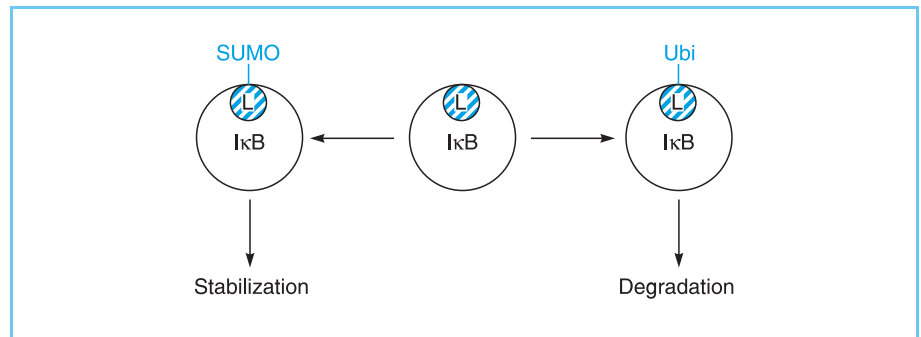 SUMO
Ubi
L
L
L
IκB
IκB
IκB
Stabilization
Degradation